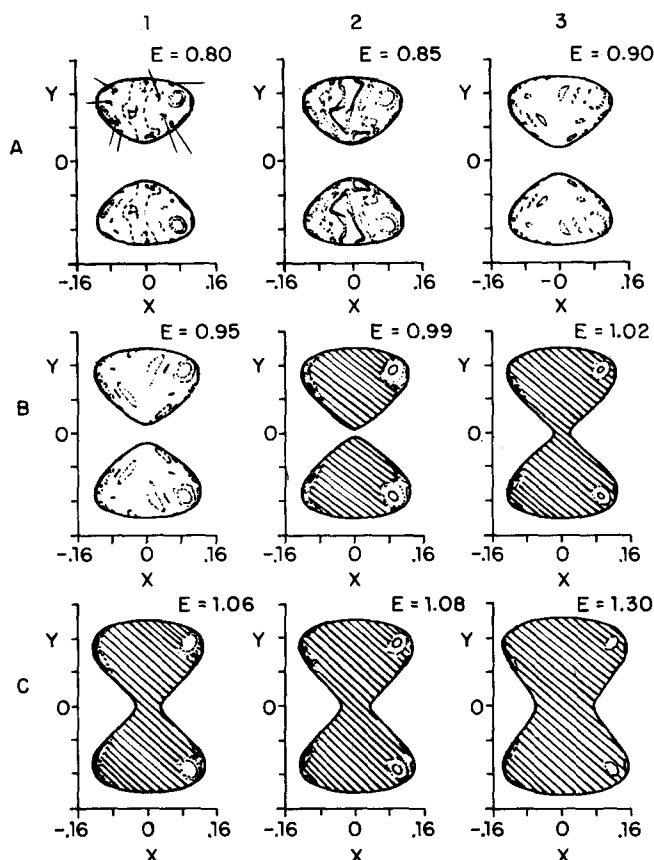 1 2 3
E = 0.80 E = 0.85 E = 0.90
A
Y Y Y
0 0 0
-.16 0 .16 -.16 0 .16 -.16 0 .16
X X X
E = 0.95 E = 0.99 E = 1.02
B
Y Y Y
0 0 0
-.16 0 .16 -.16 0 .16 -.16 0 .16
X X X
E = 1.06 E = 1.08 E = 1.30
C
Y Y Y
0 0 0
-.16 0 .16 -.16 0 .16 -.16 0 .16
X X X